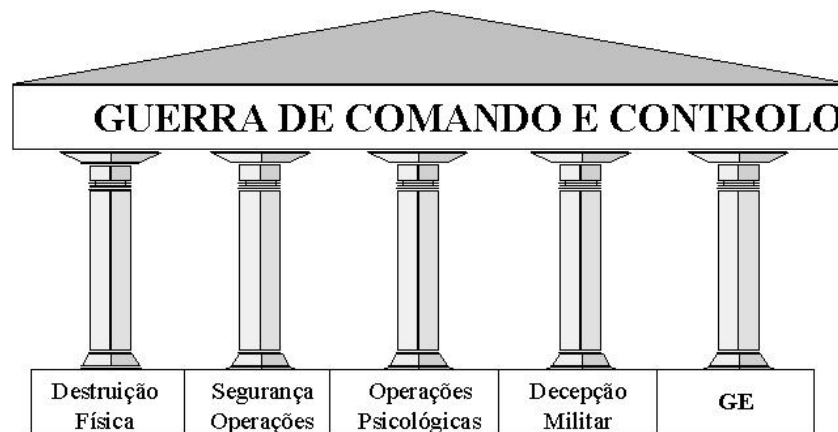 GUERRA DE COMANDO E CONTROLO
Destruição
Física
Segurança
Operações
Operações
Psicológicas
Decepção
Militar
GE